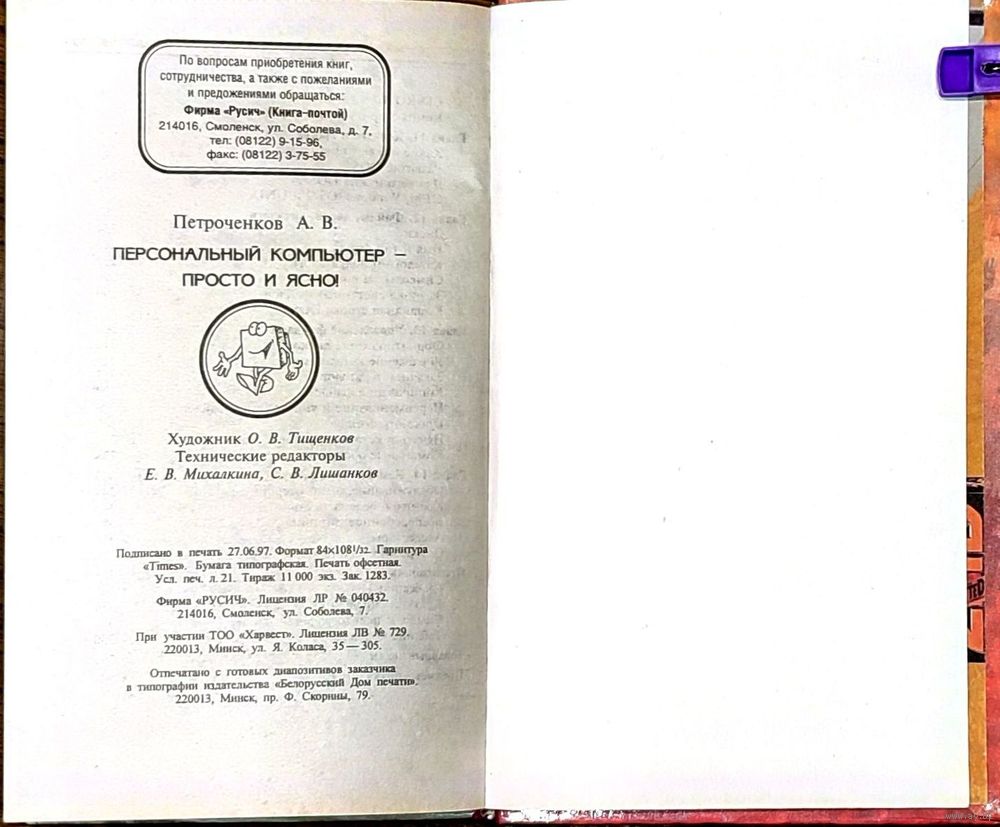 По вопросам приобретения книг,
сотрудничества, а также с пожеланиями
и предожениями обращаться:
Фирма «Русич» (Книга-почтой)
214016, Смоленск, ул. Соболева, д. 7,
тел: (08122) 9-15-96,
факс: (08122) 3-75-55
Петроченков А. В.
ПЕРСОНАЛЬНЫЙ КОМПЬЮТЕР –
ПРОСТО И ЯСНО!
Художник О. В. Тищенков
Технические редакторы
Е. В. Михалкина, С. В. Лишанков
Подписано в печать 27.06.97. Формат 84×108¹/₃₂. Гарнитура
«Times». Бумага типографская. Печать офсетная.
Усл. печ. л. 21. Тираж 11 000 экз. Зак. 1283.
Фирма «РУСИЧ». Лицензия ЛР № 040432.
214016, Смоленск, ул. Соболева, 7.
При участии ТОО «Харвест». Лицензия ЛВ № 729.
220013, Минск, ул. Я. Коласа, 35 — 305.
Отпечатано с готовых диапозитивов заказчика
в типографии издательства «Белорусский Дом печати».
220013, Минск, пр. Ф. Скорины, 79.